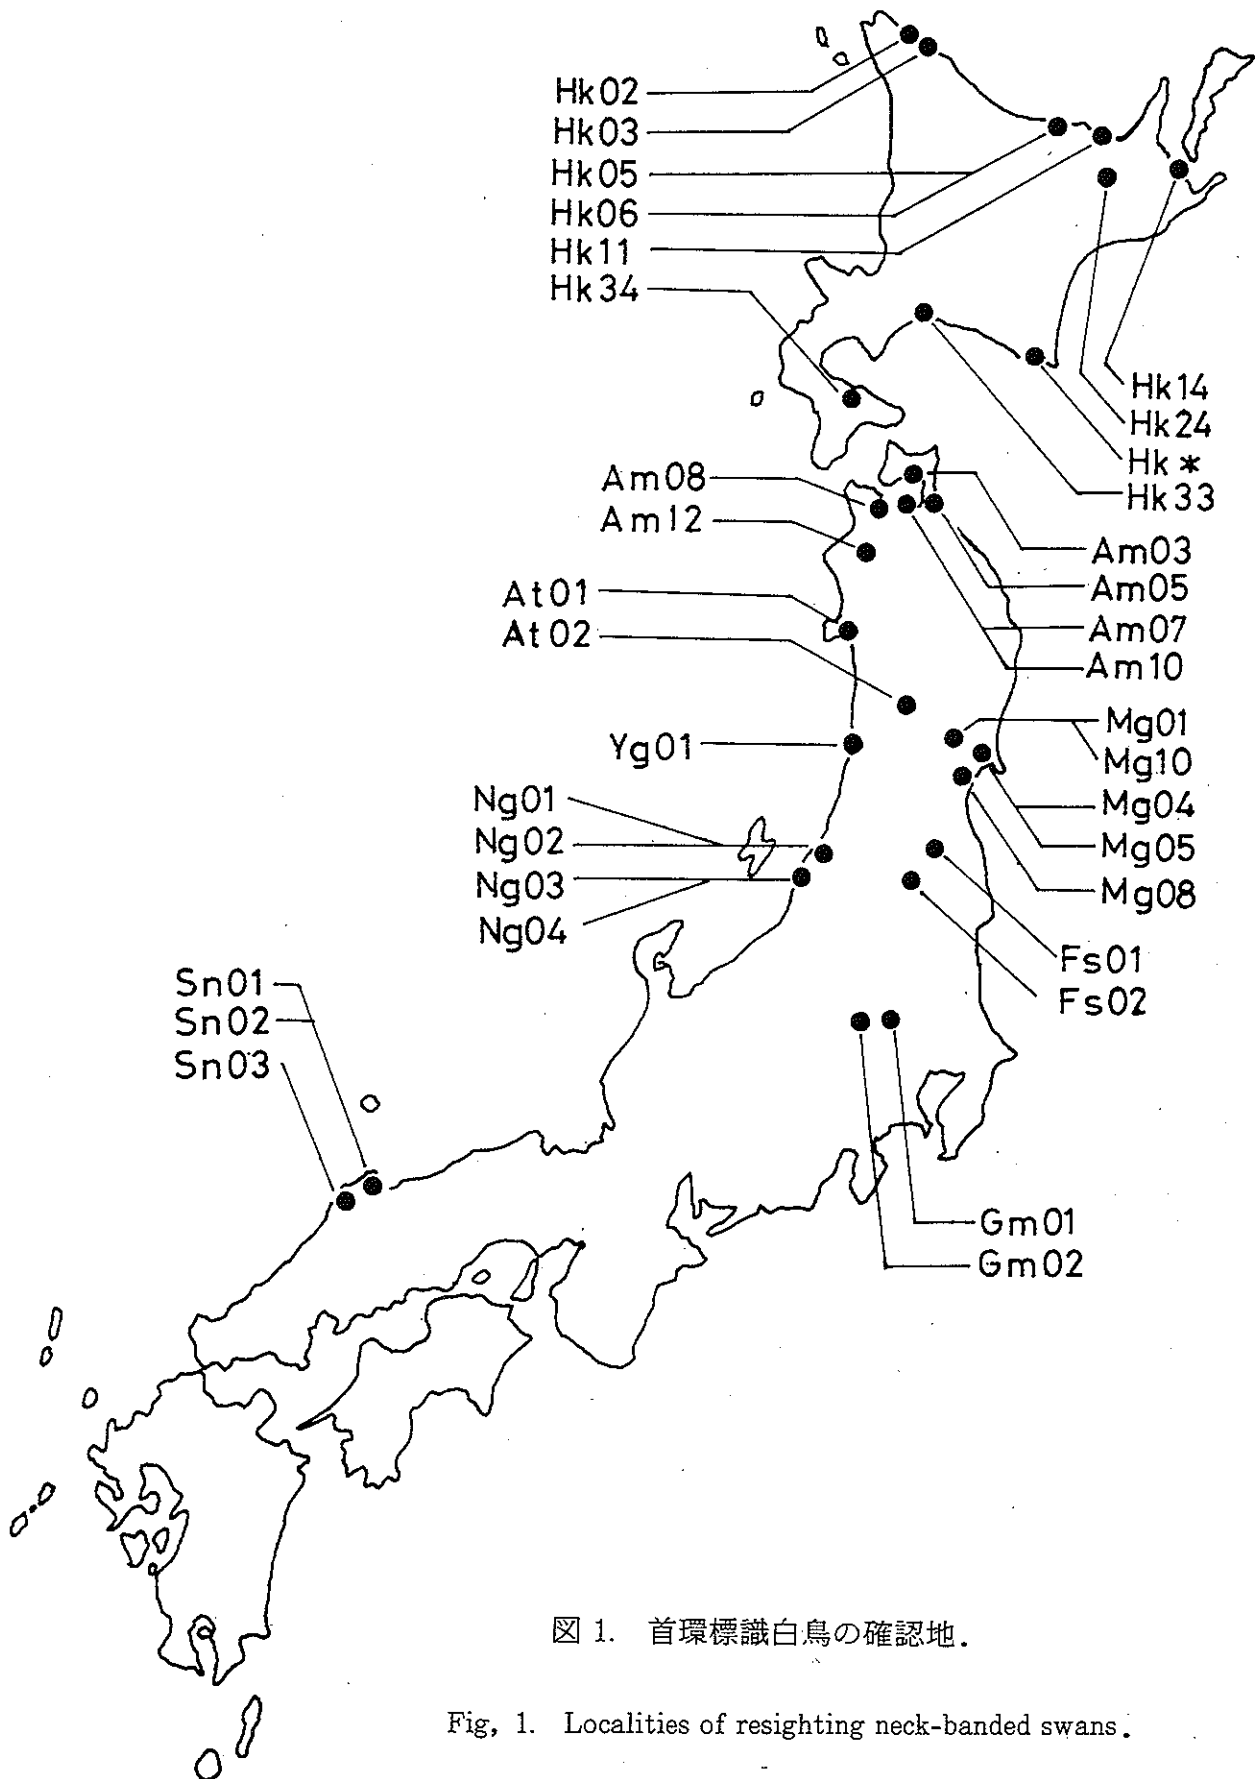 Hk02
Hk03
Hk05
Hk06
Hk11
Hk34
Hk14
Hk24
Hk*
Hk33
Am08
Am12
Am03
Am05
Am07
Am10
At01
At02
Yg01
Mg01
Mg10
Mg04
Mg05
Mg08
Ng01
Ng02
Ng03
Ng04
Fs01
Fs02
Sn01
Sn02
Sn03
Gm01
Gm02
図 1. 首環標識白鳥の確認地.
Fig, 1. Localities of resighting neck-banded swans.